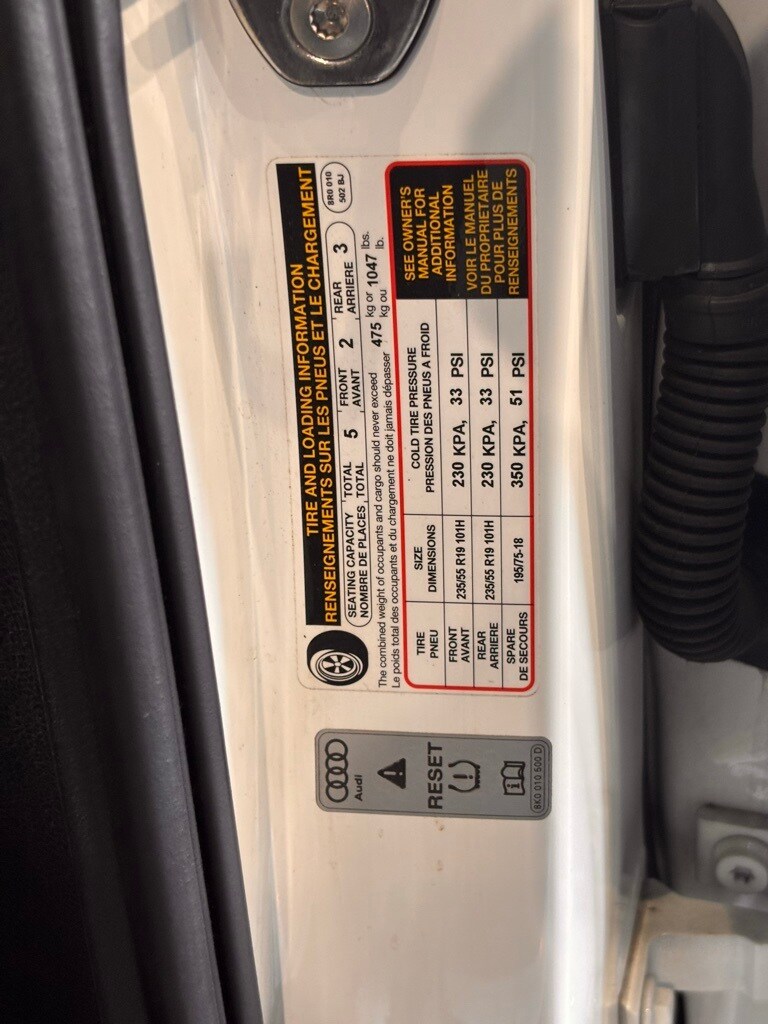 TIRE AND LOADING INFORMATION
RENSEIGNEMENTS SUR LES PNEUS ET LE CHARGEMENT
SEATING CAPACITY TOTAL 5 FRONT 2 REAR 3
NOMBRE DE PLACES TOTAL AVANT ARRIERE
8R0 010
502 BJ
The combined weight of occupants and cargo should never exceed 475 kg or 1047 lbs.
Le poids total des occupants et du chargement ne doit jamais dépasser kg ou lb.
TIRE SIZE COLD TIRE PRESSURE
PNEU DIMENSIONS PRESSION DES PNEUS A FROID
FRONT
AVANT 235/55 R19 101H 230 KPA, 33 PSI
REAR
ARRIERE 235/55 R19 101H 230 KPA, 33 PSI
SPARE
DE SECOURS 195/75-18 350 KPA, 51 PSI
SEE OWNER'S
MANUAL FOR
ADDITIONAL
INFORMATION
VOIR LE MANUEL
DU PROPRIETAIRE
POUR PLUS DE
RENSEIGNEMENTS
Audi
RESET
8K0 010 500 D